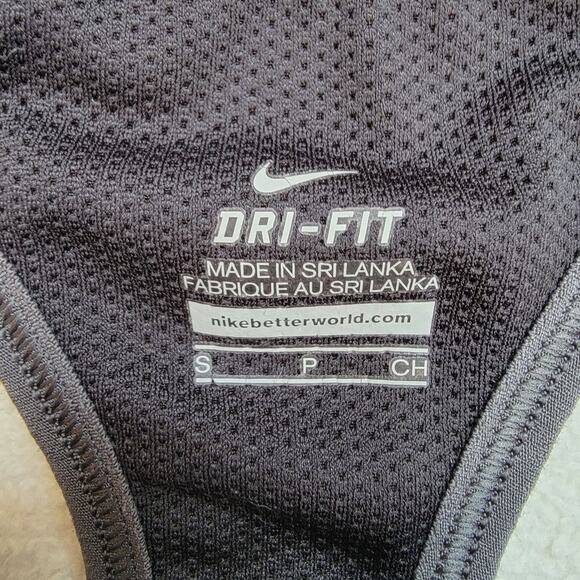 DRI-FIT
MADE IN SRI LANKA
FABRIQUE AU SRI LANKA
nikebetterworld.com
S P CH